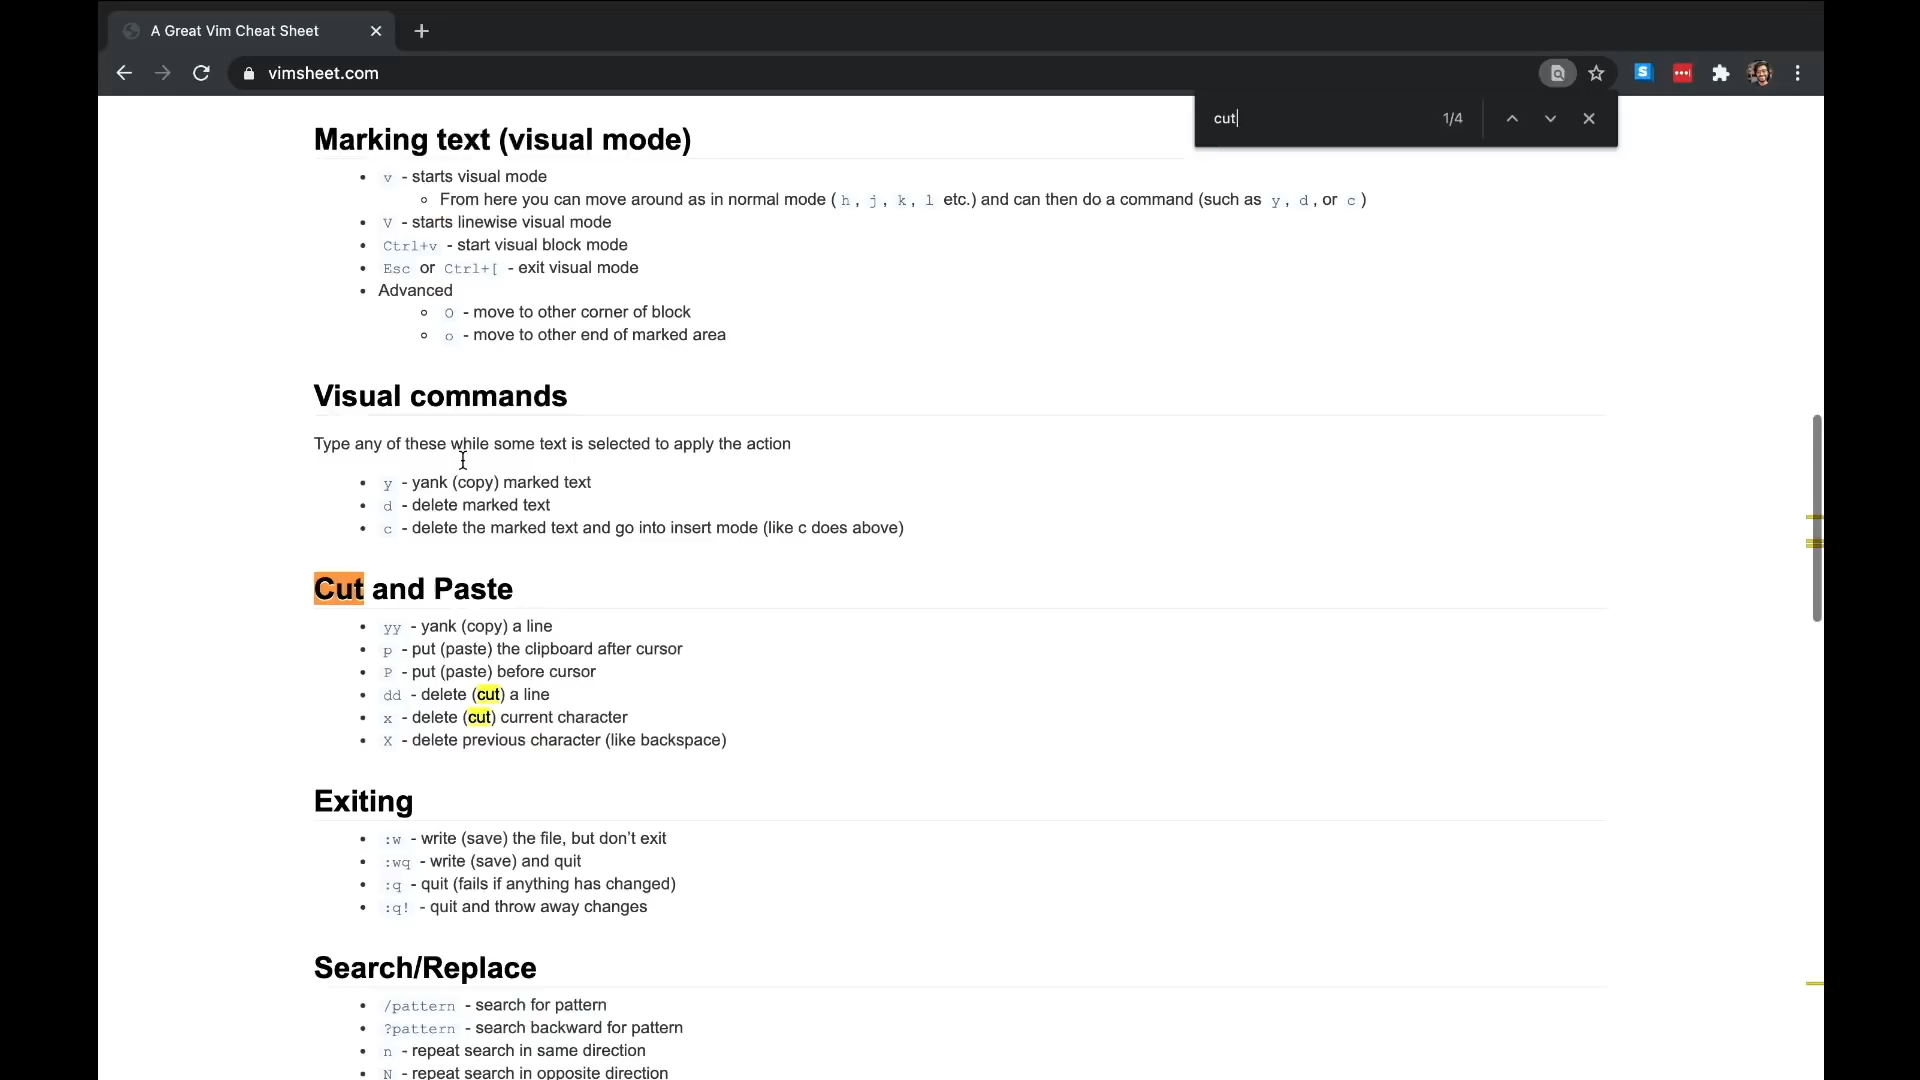 A Great Vim Cheat Sheet
vimsheet.com
cut 1/4
Marking text (visual mode)
v - starts visual mode
From here you can move around as in normal mode ( h, j, k, l etc.) and can then do a command (such as y, d, or c )
V - starts linewise visual mode
Ctrl+v - start visual block mode
Esc or Ctrl+[ - exit visual mode
Advanced
O - move to other corner of block
o - move to other end of marked area
Visual commands
Type any of these while some text is selected to apply the action
y - yank (copy) marked text
d - delete marked text
c - delete the marked text and go into insert mode (like c does above)
Cut and Paste
yy - yank (copy) a line
p - put (paste) the clipboard after cursor
P - put (paste) before cursor
dd - delete (cut) a line
x - delete (cut) current character
X - delete previous character (like backspace)
Exiting
:w - write (save) the file, but don’t exit
:wq - write (save) and quit
:q - quit (fails if anything has changed)
:q! - quit and throw away changes
Search/Replace
/pattern - search for pattern
?pattern - search backward for pattern
n - repeat search in same direction
N - repeat search in opposite direction